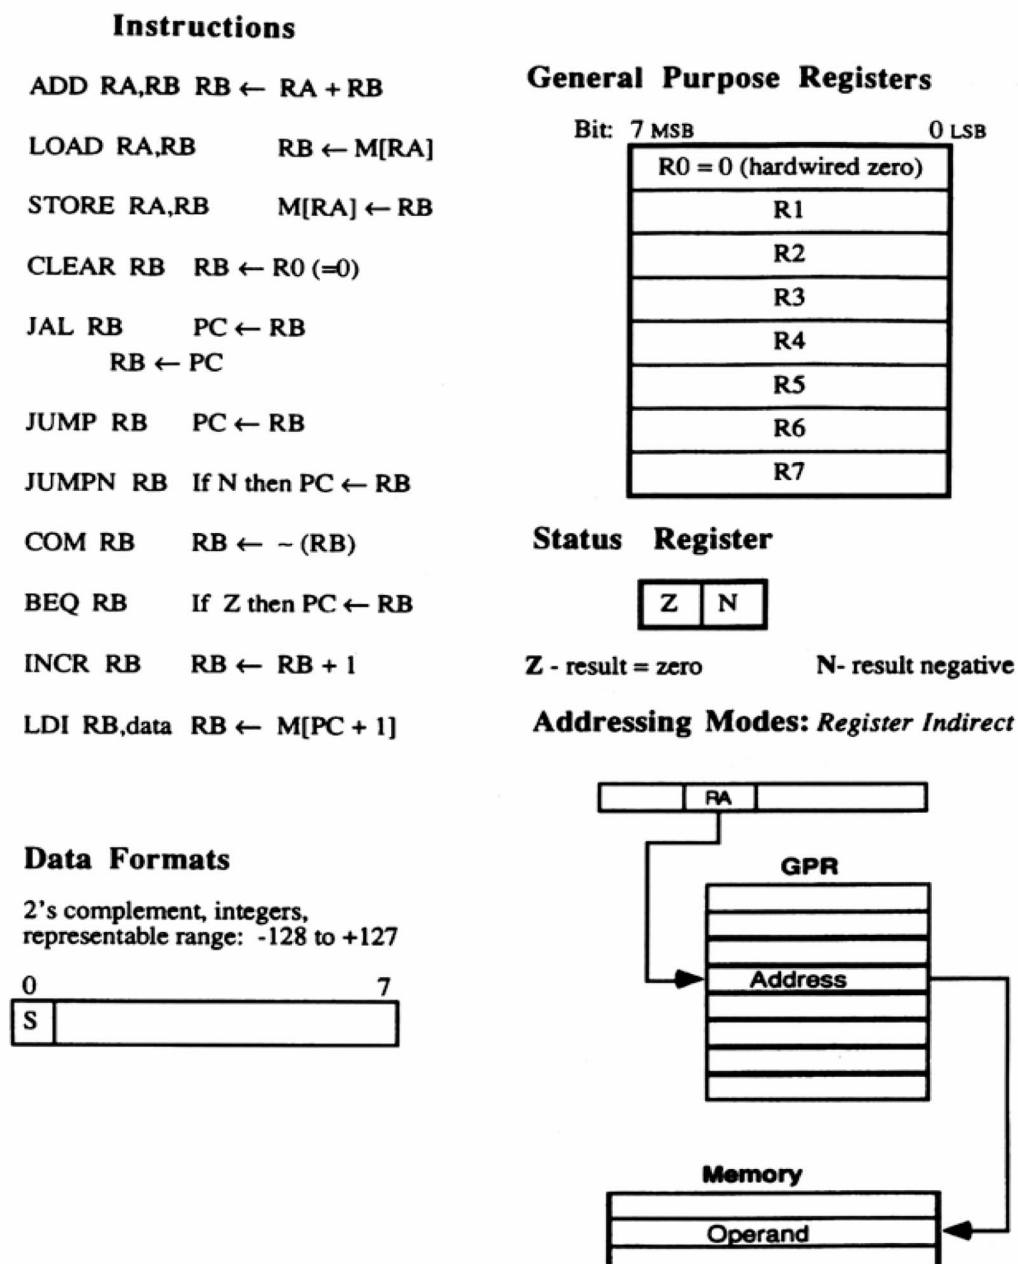 Instructions
ADD RA,RB RB ← RA + RB
LOAD RA,RB RB ← M[RA]
STORE RA,RB M[RA] ← RB
CLEAR RB RB ← R0 (=0)
JAL RB PC ← RB
RB ← PC
JUMP RB PC ← RB
JUMPN RB If N then PC ← RB
COM RB RB ← ~ (RB)
BEQ RB If Z then PC ← RB
INCR RB RB ← RB + 1
LDI RB,data RB ← M[PC + 1]
Data Formats
2's complement, integers,
representable range: -128 to +127
0 7
S
General Purpose Registers
Bit: 7 MSB 0 LSB
R0 = 0 (hardwired zero)
R1
R2
R3
R4
R5
R6
R7
Status Register
Z N
Z - result = zero N- result negative
Addressing Modes: Register Indirect
RA
GPR
Address
Memory
Operand